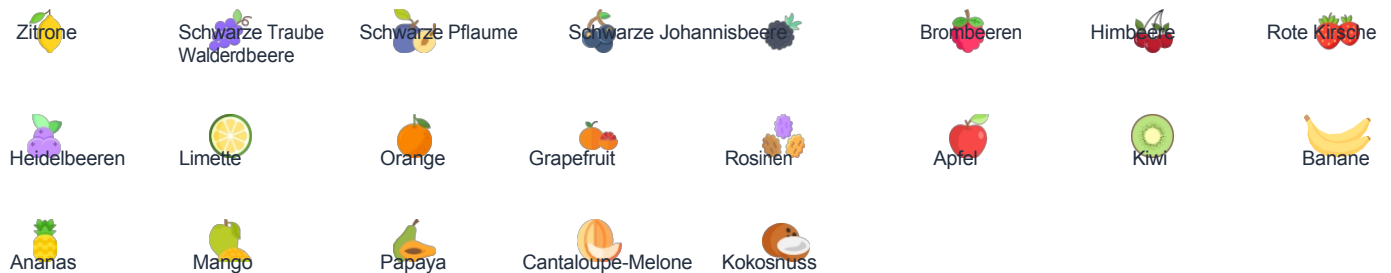 Zitrone Schwarze Traube Schwarze Pflaume Schwarze Johannisbeere Brombeeren Himbeere Rote Kirsche
Walderdbeere
Heidelbeeren Limette Orange Grapefruit Rosinen Apfel Kiwi Banane
Ananas Mango Papaya Cantaloupe-Melone Kokosnuss